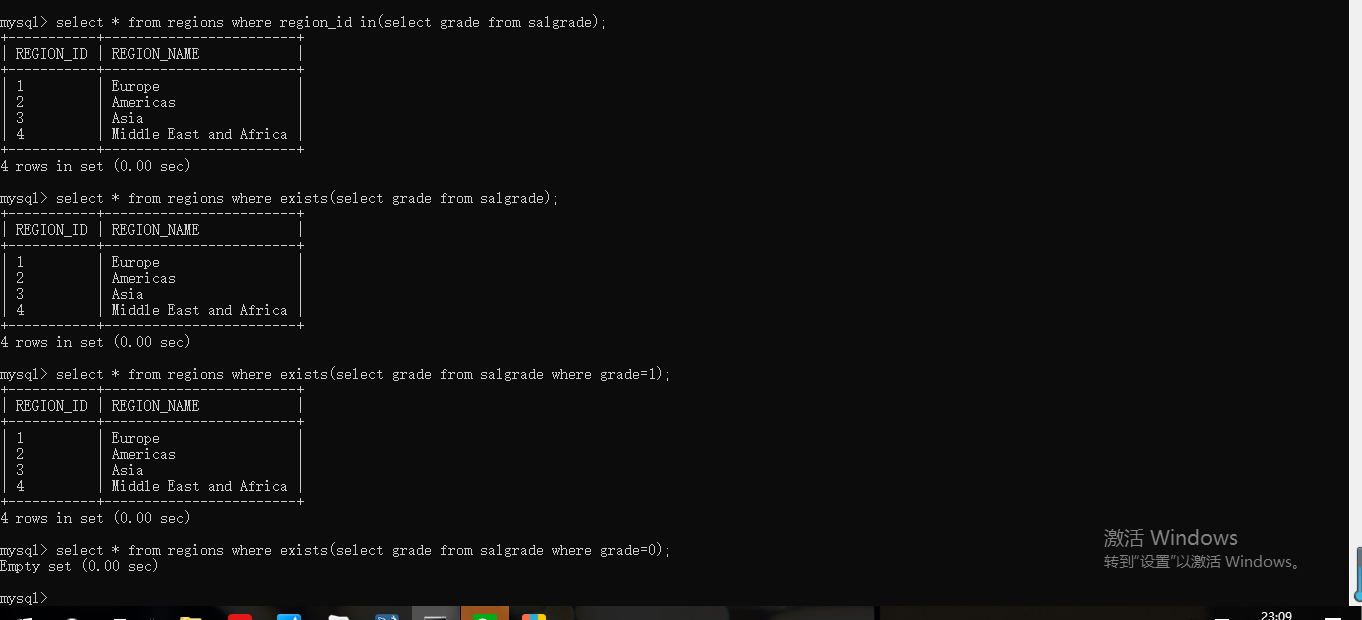 mysql> select * from regions where region_id in(select grade from salgrade);
+-----------+------------------------+
| REGION_ID | REGION_NAME            |
+-----------+------------------------+
| 1         | Europe                 |
| 2         | Americas               |
| 3         | Asia                   |
| 4         | Middle East and Africa |
+-----------+------------------------+
4 rows in set (0.00 sec)
mysql> select * from regions where exists(select grade from salgrade);
+-----------+------------------------+
| REGION_ID | REGION_NAME            |
+-----------+------------------------+
| 1         | Europe                 |
| 2         | Americas               |
| 3         | Asia                   |
| 4         | Middle East and Africa |
+-----------+------------------------+
4 rows in set (0.00 sec)
mysql> select * from regions where exists(select grade from salgrade where grade=1);
+-----------+------------------------+
| REGION_ID | REGION_NAME            |
+-----------+------------------------+
| 1         | Europe                 |
| 2         | Americas               |
| 3         | Asia                   |
| 4         | Middle East and Africa |
+-----------+------------------------+
4 rows in set (0.00 sec)
mysql> select * from regions where exists(select grade from salgrade where grade=0);
Empty set (0.00 sec)
mysql>
激活 Windows
转到"设置"以激活 Windows。
23:09